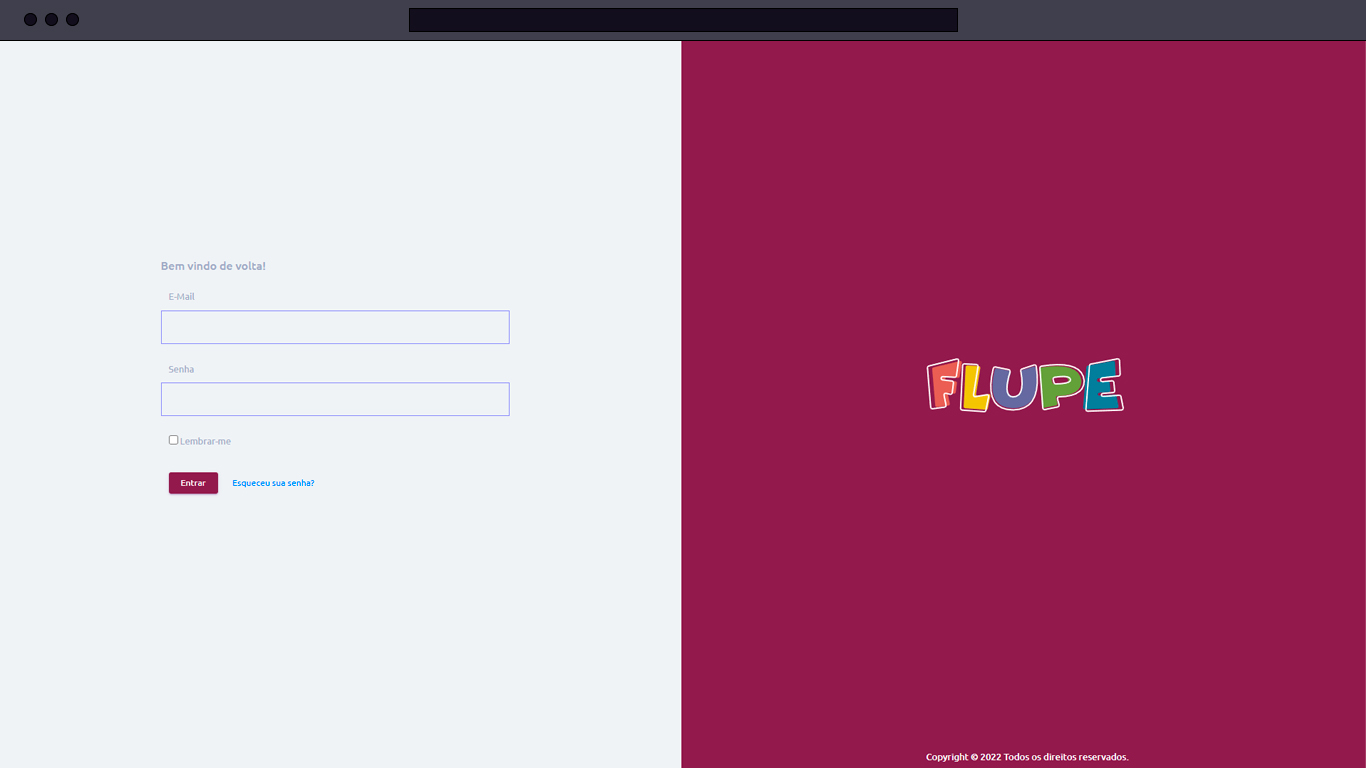 Bem vindo de volta!
E-Mail
Senha
Lembrar-me
Entrar
Esqueceu sua senha?
FLUPE
Copyright © 2022 Todos os direitos reservados.